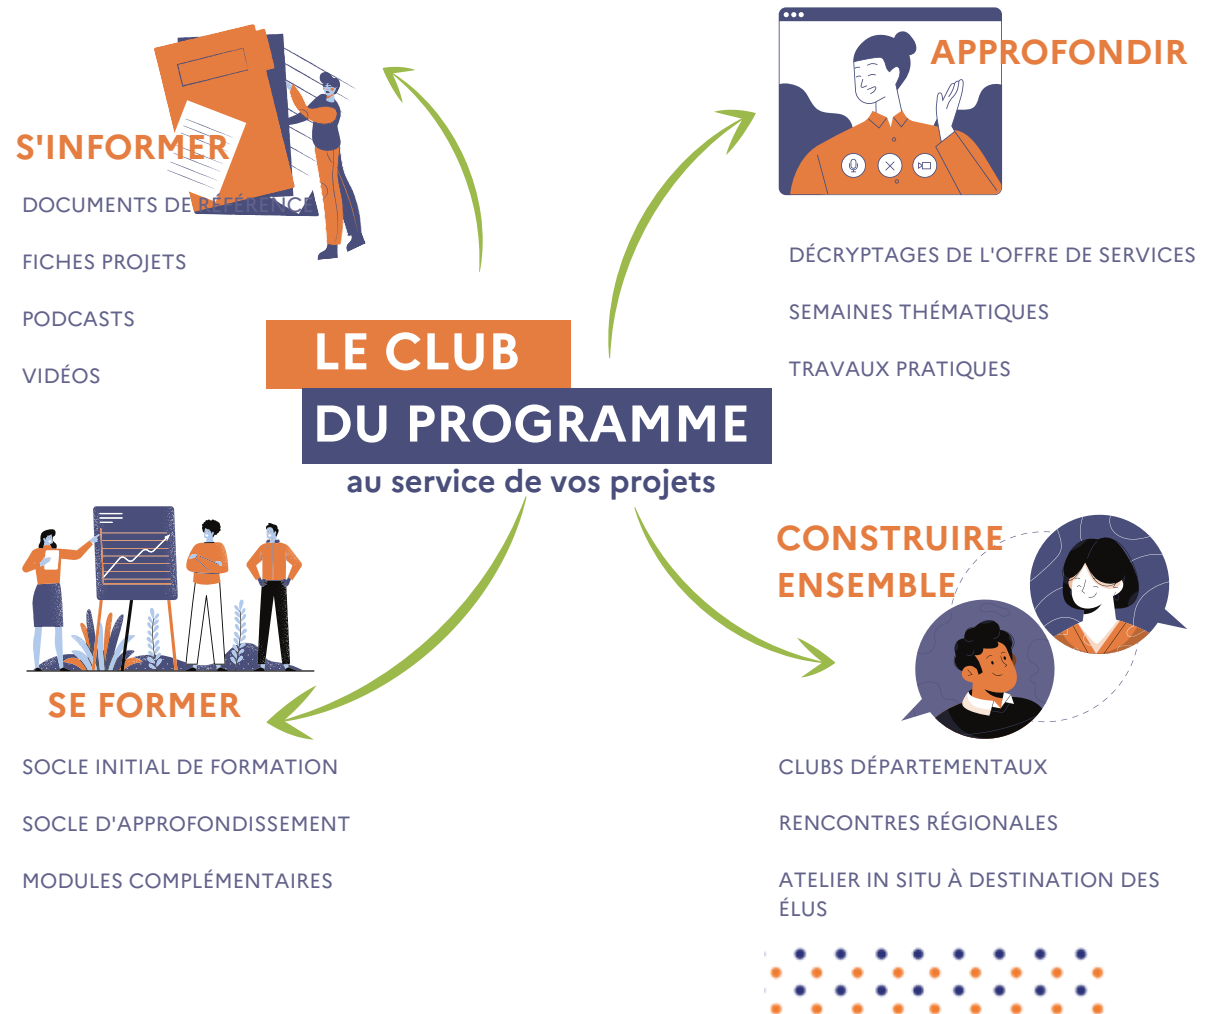 S'INFORMER
DOCUMENTS DE RÉFÉRENCE
FICHES PROJETS
PODCASTS
VIDÉOS
APPROFONDIR
DÉCRYPTAGES DE L'OFFRE DE SERVICES
SEMAINES THÉMATIQUES
TRAVAUX PRATIQUES
LE CLUB
DU PROGRAMME
au service de vos projets
SE FORMER
SOCLE INITIAL DE FORMATION
SOCLE D'APPROFONDISSEMENT
MODULES COMPLÉMENTAIRES
CONSTRUIRE
ENSEMBLE
CLUBS DÉPARTEMENTAUX
RENCONTRES RÉGIONALES
ATELIER IN SITU À DESTINATION DES
ÉLUS